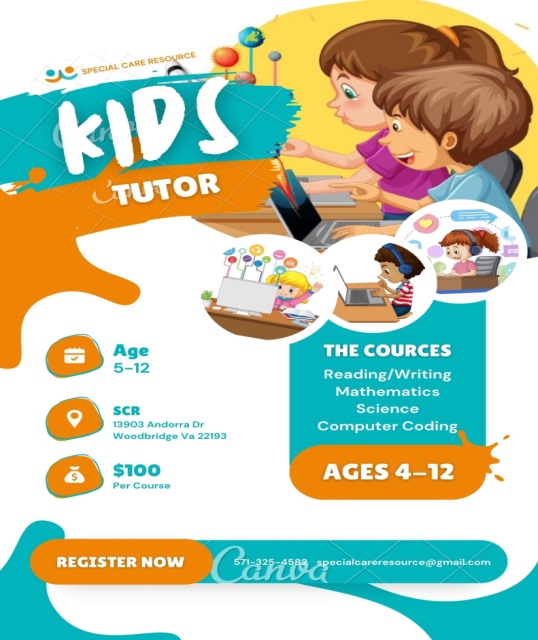 SPECIAL CARE RESOURCE
KIDS
TUTOR
Age
5-12
SCR
13903 Andorra Dr
Woodbridge Va 22193
$100
Per Course
THE COURCES
Reading/Writing
Mathematics
Science
Computer Coding
AGES 4-12
REGISTER NOW
571-325-4582 specialcareresource@gmail.com
Canva